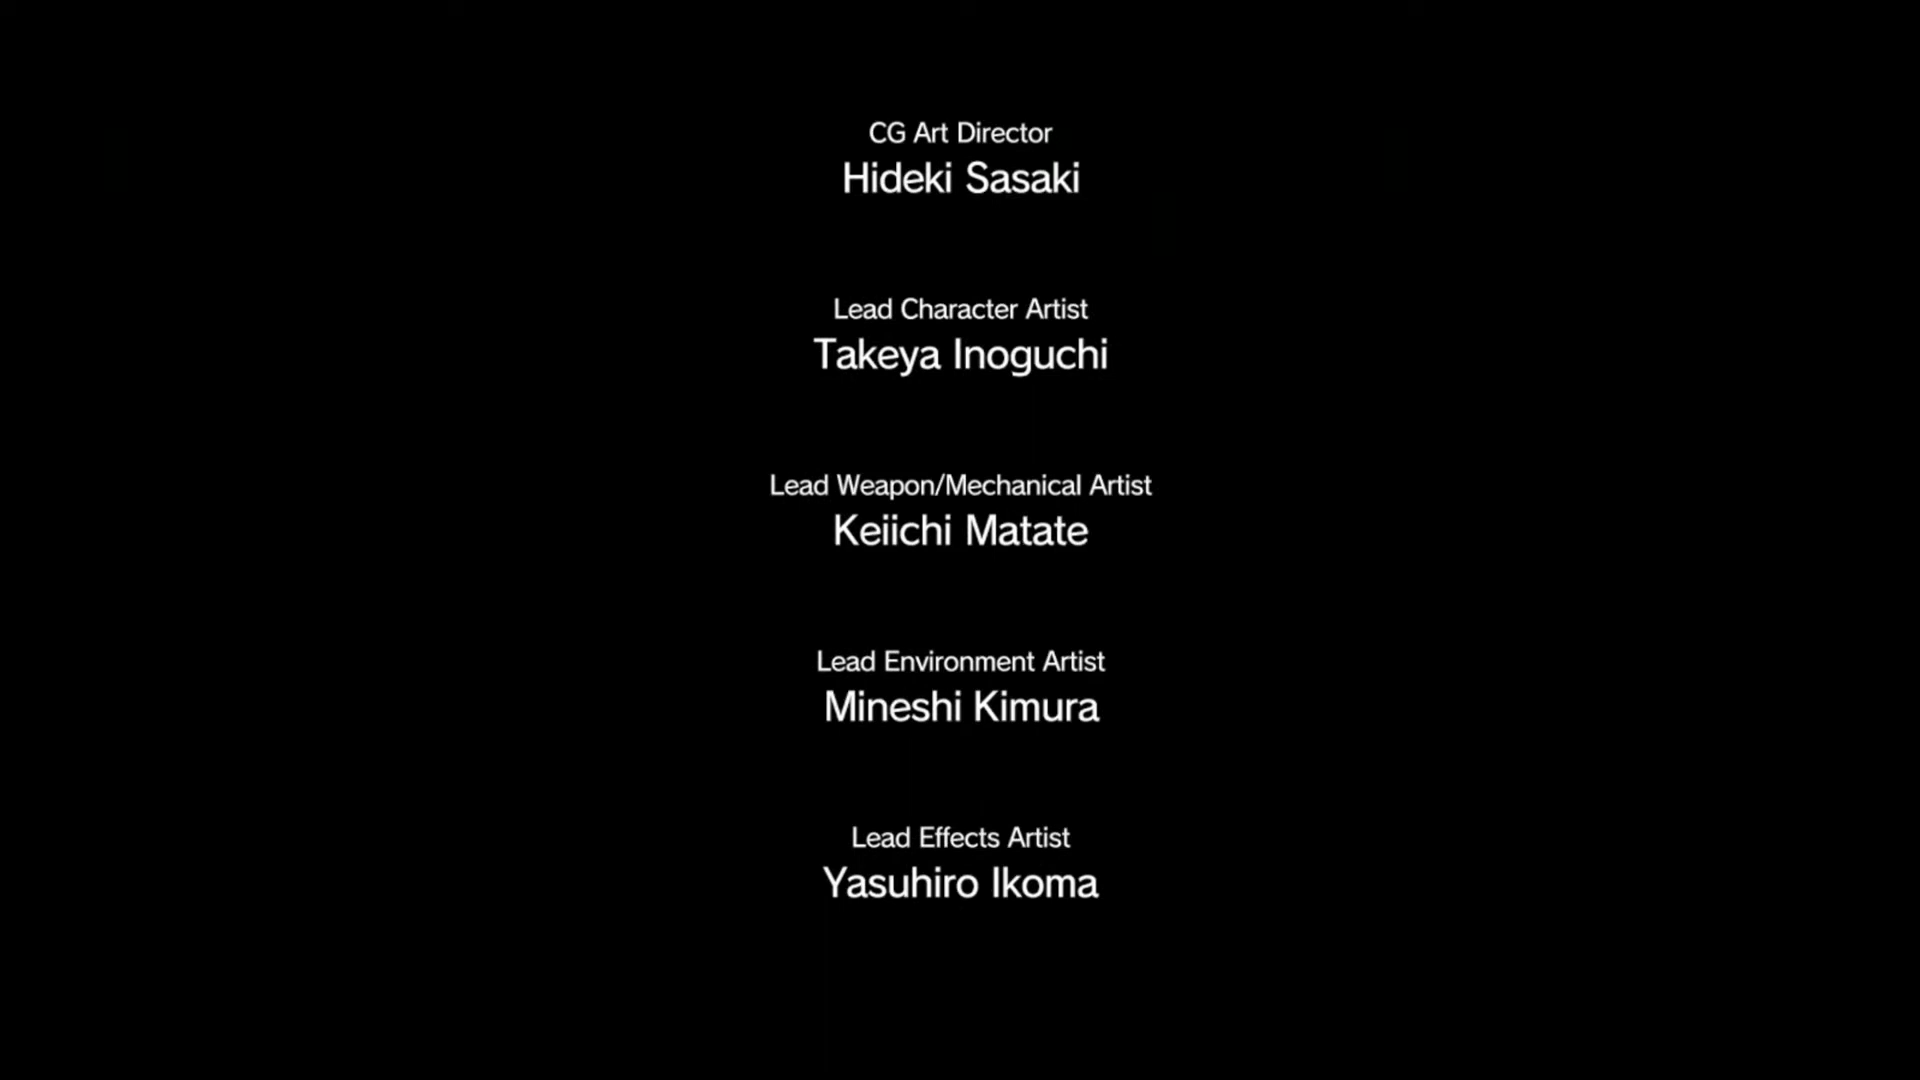 CG Art Director
Hideki Sasaki
Lead Character Artist
Takeya Inoguchi
Lead Weapon/Mechanical Artist
Keiichi Matate
Lead Environment Artist
Mineshi Kimura
Lead Effects Artist
Yasuhiro Ikoma